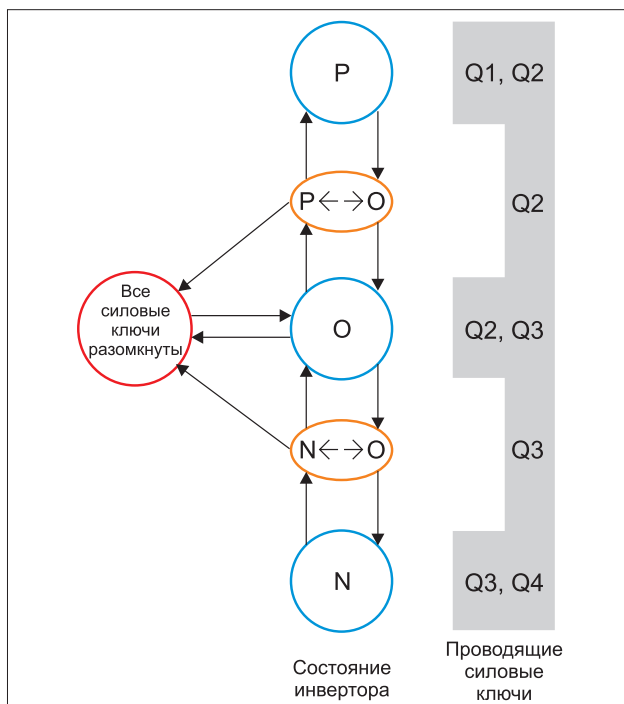 P
Q1, Q2
P←→O
Q2
Все
силовые
ключи
разомкнуты
O
Q2, Q3
N←→O
Q3
N
Q3, Q4
Состояние
инвертора
Проводящие
силовые
ключи